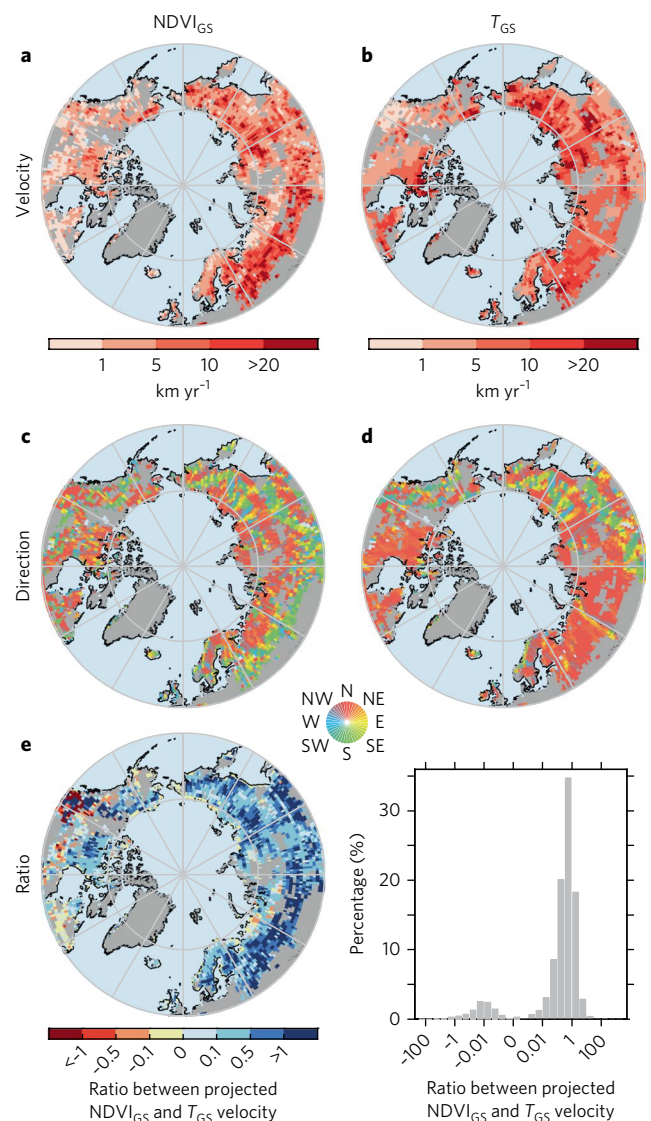 NDVIGS
TGS
a
b
Velocity
1
5
10
>20
km yr−1
1
5
10
>20
km yr−1
c
d
Direction
N
NW
NE
W
E
SW
SE
S
e
Ratio
<-1
-0.5
-0.1
0
0.1
0.5
>1
Ratio between projected
NDVIGS and TGS velocity
Percentage (%)
30
20
10
0
-100
-1
-0.01
0
0.01
1
100
Ratio between projected
NDVIGS and TGS velocity